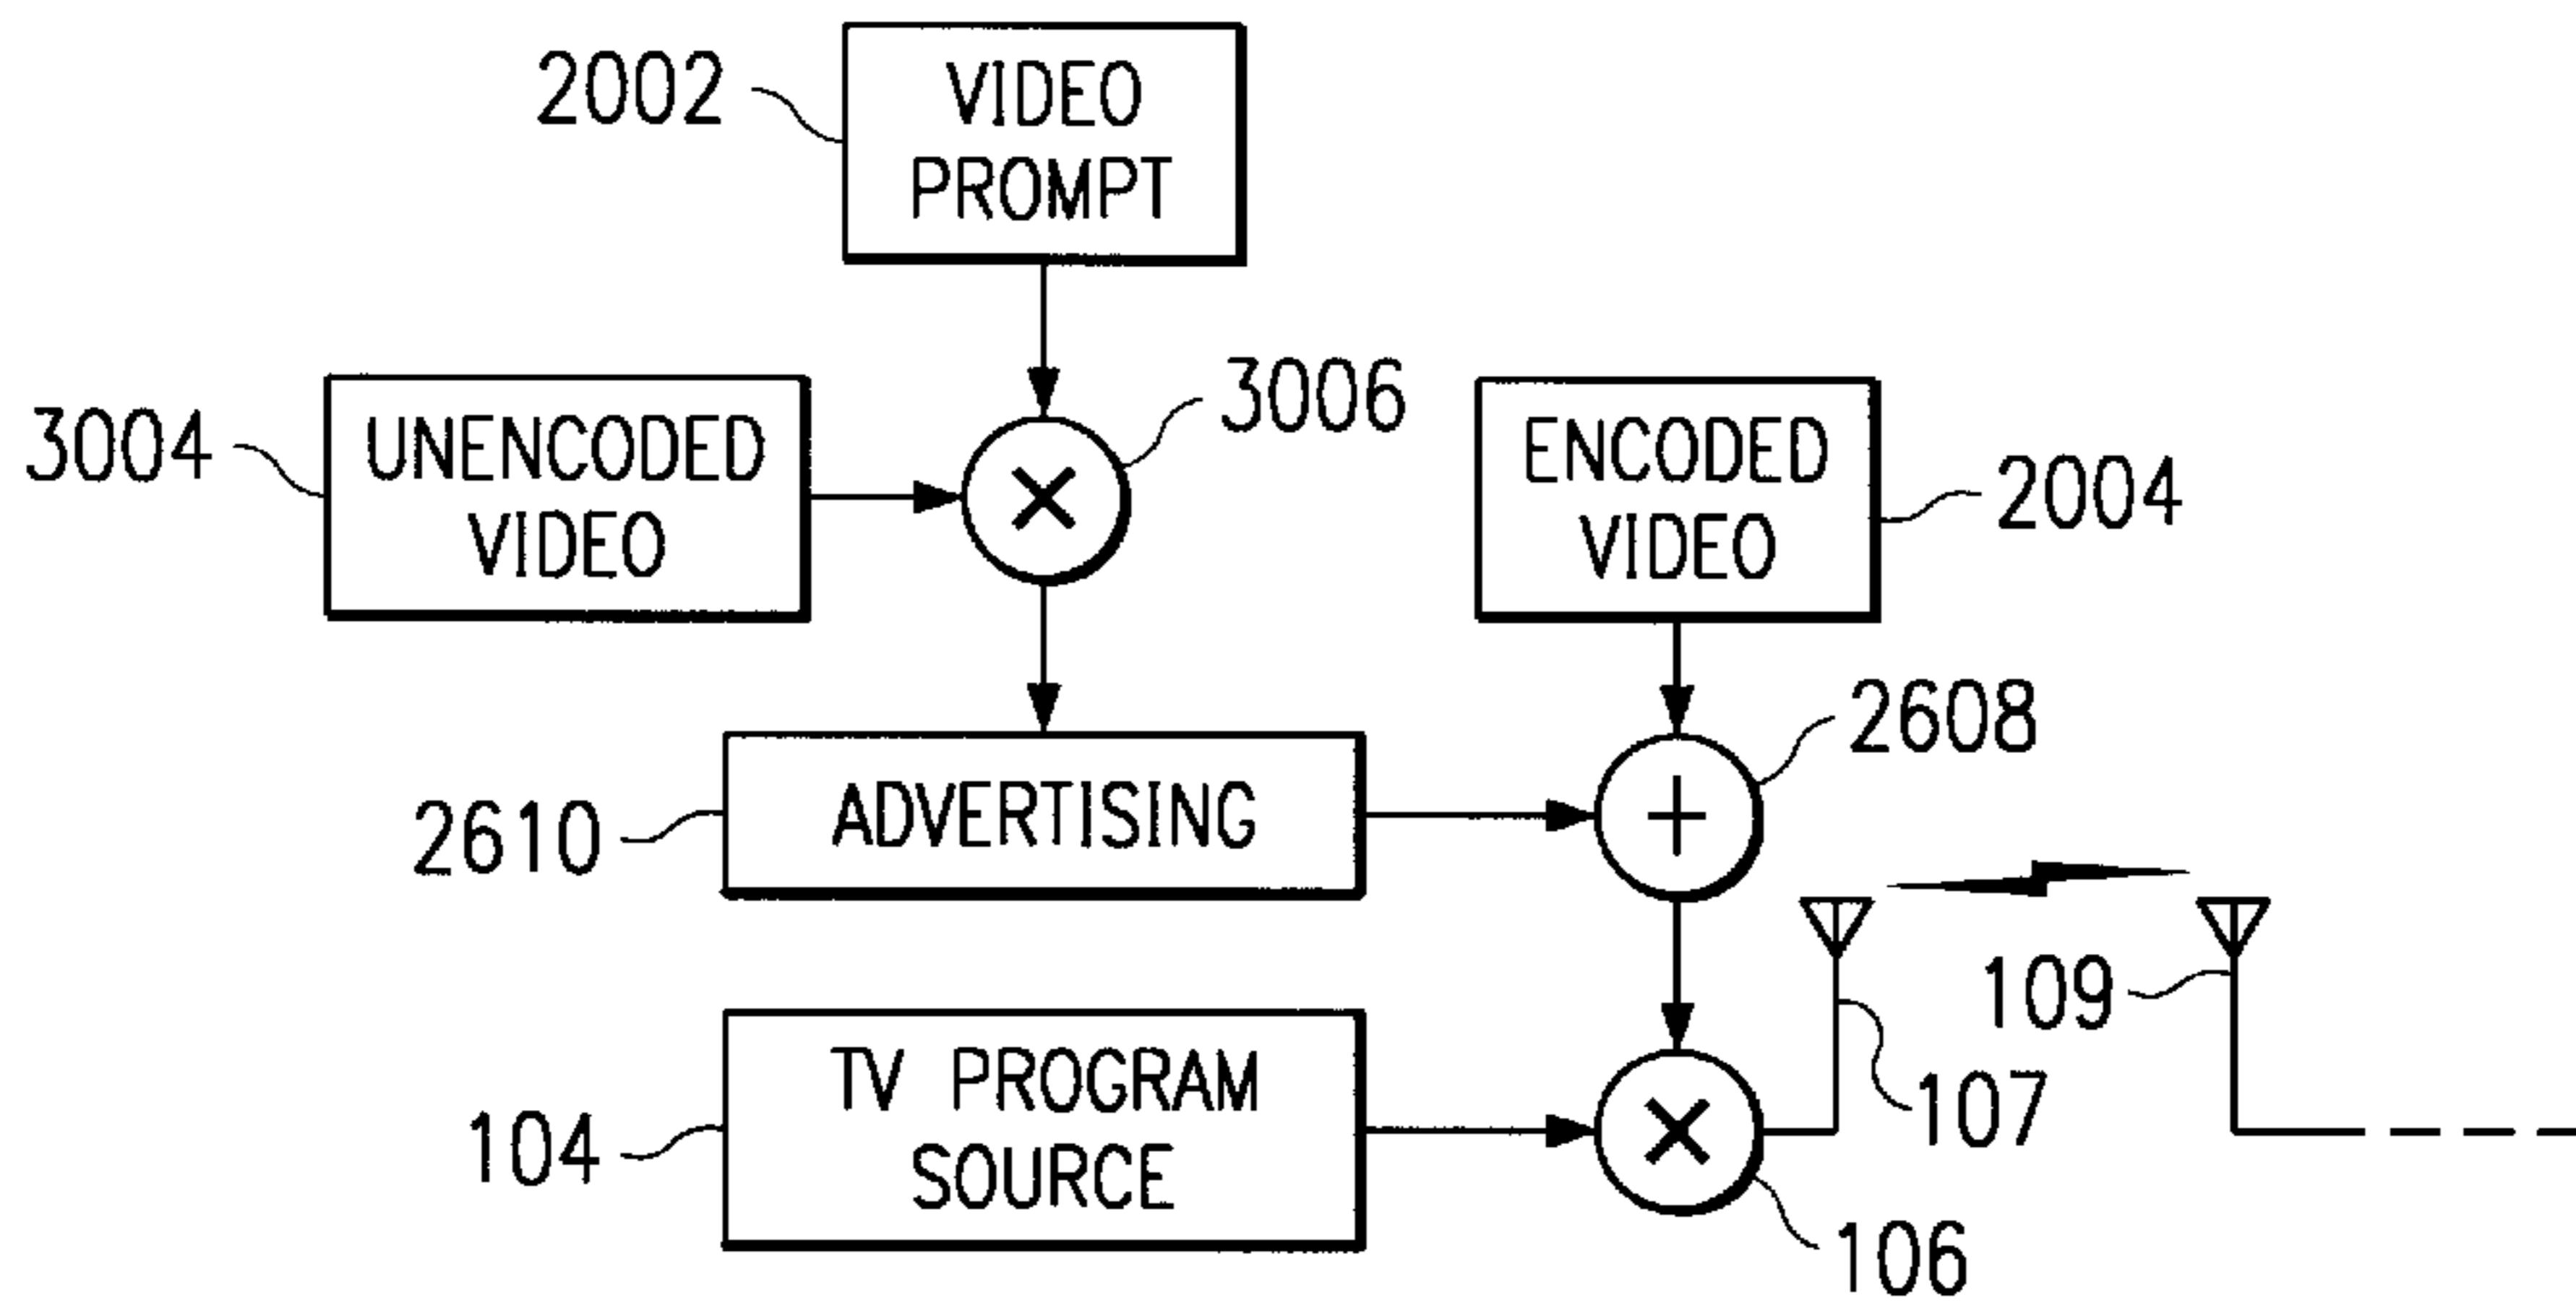 2002
VIDEO
PROMPT
3004
UNENCODED
VIDEO
3006
ENCODED
VIDEO
2004
2610
ADVERTISING
2608
104
TV PROGRAM
SOURCE
106
107
109